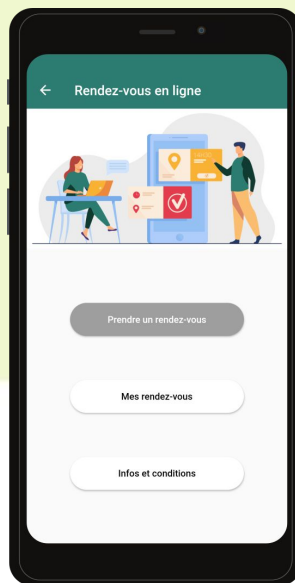 Rendez-vous en ligne
Prendre un rendez-vous
Mes rendez-vous
Infos et conditions